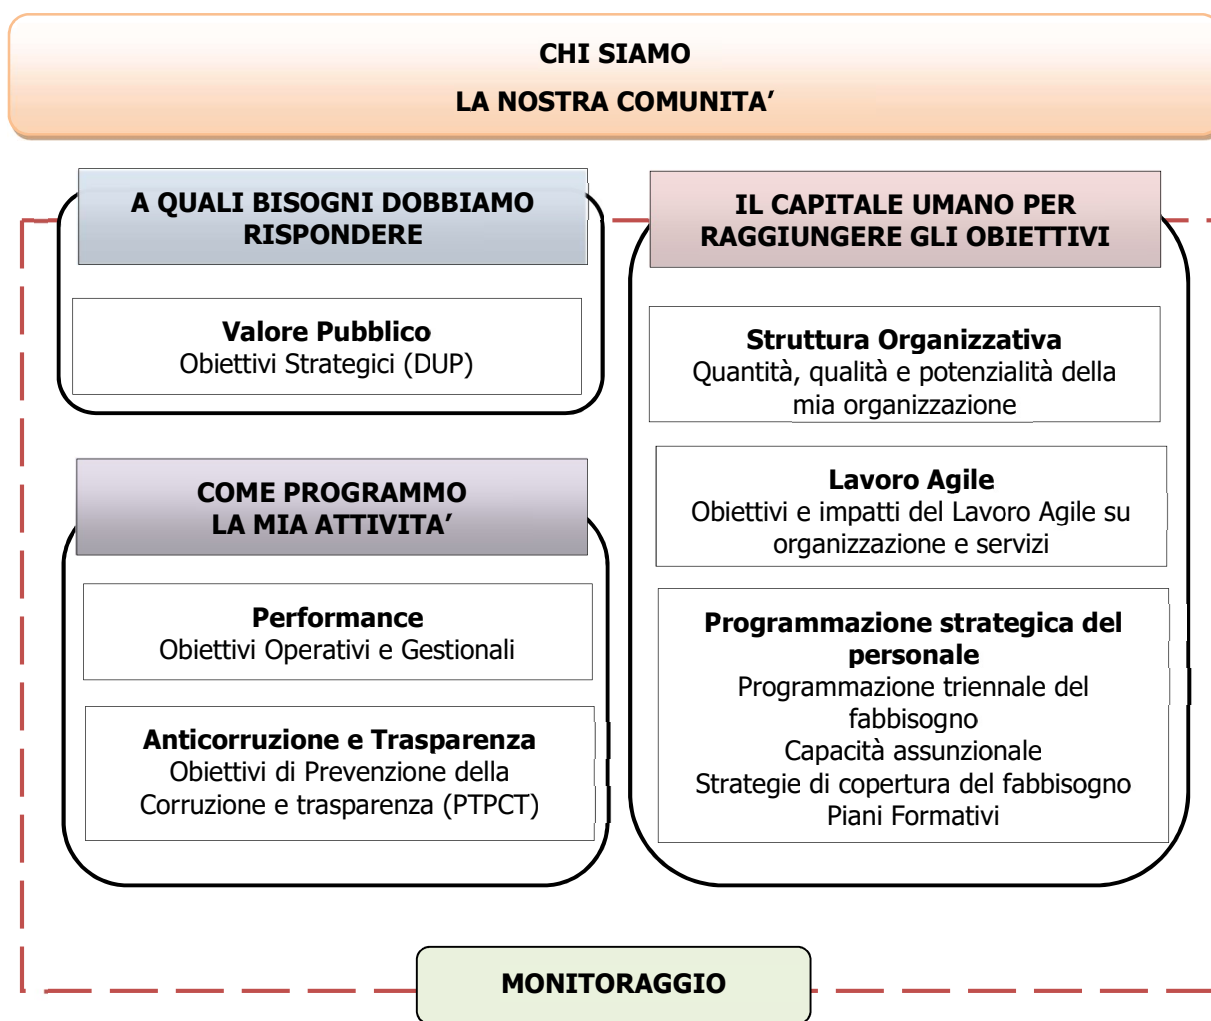 CHI SIAMO
LA NOSTRA COMUNITA’
A QUALI BISOGNI DOBBIAMO
RISPONDERE
Valore Pubblico
Obiettivi Strategici (DUP)
COME PROGRAMMO
LA MIA ATTIVITA’
Performance
Obiettivi Operativi e Gestionali
Anticorruzione e Trasparenza
Obiettivi di Prevenzione della
Corruzione e trasparenza (PTPCT)
IL CAPITALE UMANO PER
RAGGIUNGERE GLI OBIETTIVI
Struttura Organizzativa
Quantità, qualità e potenzialità della
mia organizzazione
Lavoro Agile
Obiettivi e impatti del Lavoro Agile su
organizzazione e servizi
Programmazione strategica del
personale
Programmazione triennale del
fabbisogno
Capacità assunzionale
Strategie di copertura del fabbisogno
Piani Formativi
MONITORAGGIO